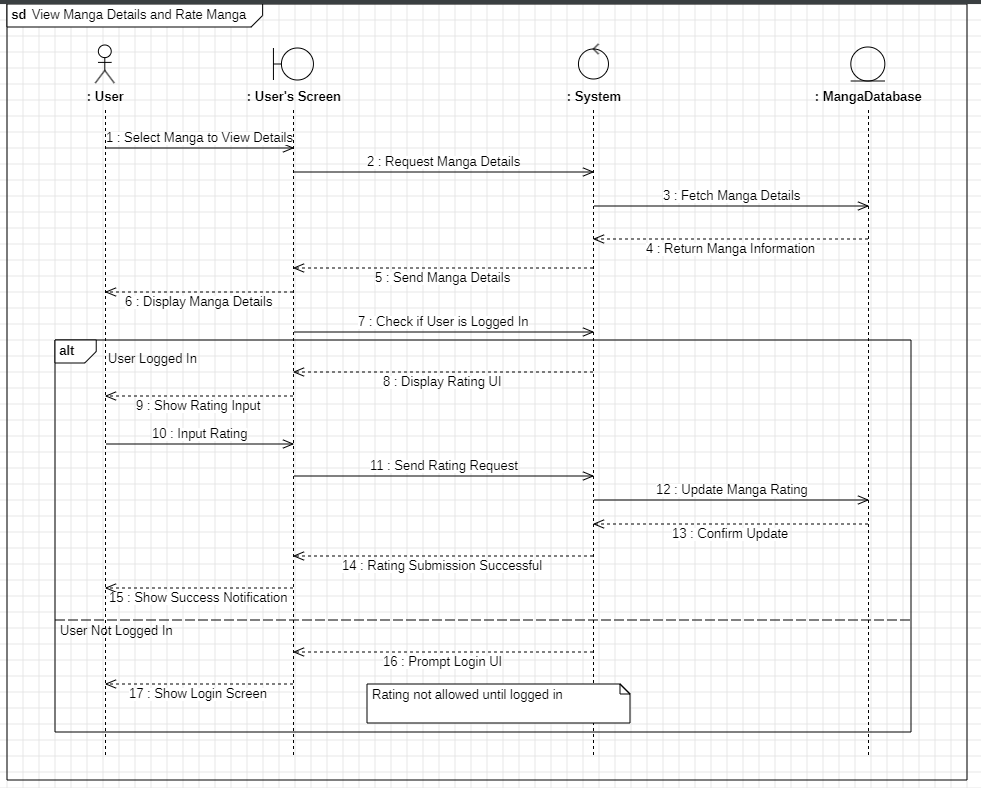 sd View Manga Details and Rate Manga
: User
: User's Screen
: System
: MangaDatabase
1 : Select Manga to View Details
2 : Request Manga Details
3 : Fetch Manga Details
4 : Return Manga Information
5 : Send Manga Details
6 : Display Manga Details
7 : Check if User is Logged In
alt
User Logged In
8 : Display Rating UI
9 : Show Rating Input
10 : Input Rating
11 : Send Rating Request
12 : Update Manga Rating
13 : Confirm Update
14 : Rating Submission Successful
15 : Show Success Notification
User Not Logged In
16 : Prompt Login UI
17 : Show Login Screen
Rating not allowed until logged in